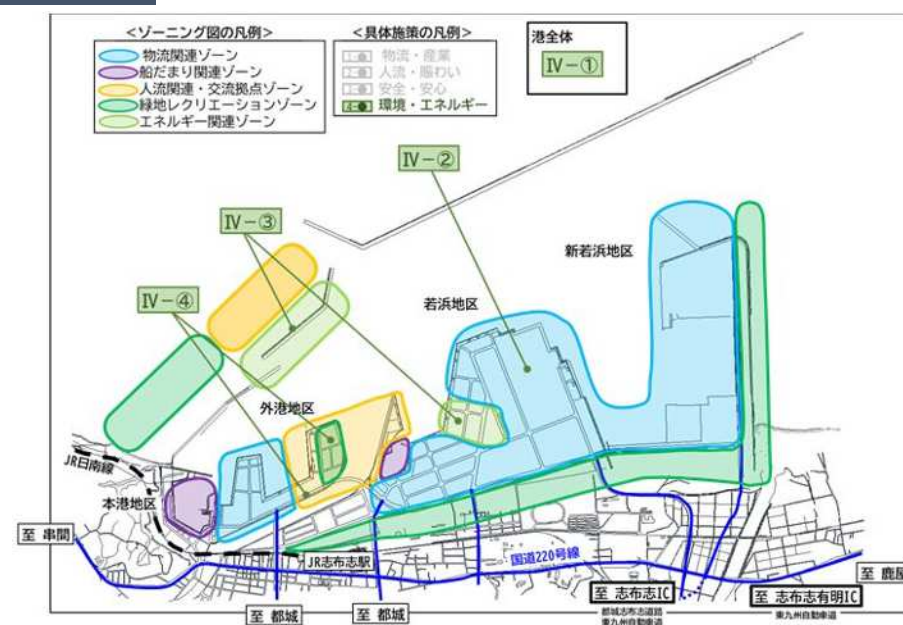 <ゾーニング図の凡例>
物流関連ゾーン
船だまり関連ゾーン
人流関連・交流拠点ゾーン
緑地レクリエーションゾーン
エネルギー関連ゾーン
<具体施策の凡例>
物流・産業
人流・賑わい
安全・安心
環境・エネルギー
港全体
Ⅳ-①
Ⅳ-②
Ⅳ-③
Ⅳ-④
新若浜地区
若浜地区
外港地区
本港地区
JR日南線
至 串間
JR志布志駅
国道220号線
至 鹿屋
至 都城
至 都城
至 志布志IC
都城志布志道路
東九州自動車道
至 志布志有明IC
東九州自動車道